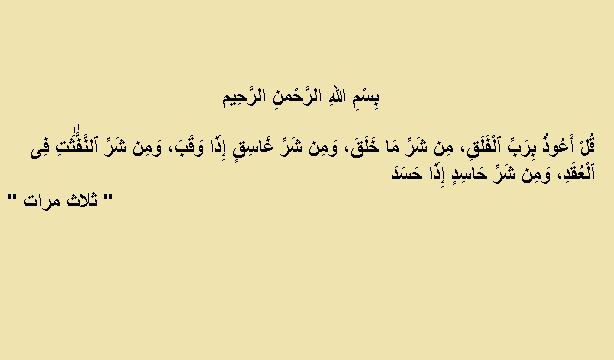 بِسْمِ اللهِ الرَّحْمنِ الرَّحِيم
قُلْ أَعُوذُ بِرَبِّ ٱلْفَلَقِ، مِن شَرِّ مَا خَلَقَ، وَمِن شَرِّ غَاسِقٍ إِذَا وَقَبَ، وَمِن شَرِّ ٱلنَّفَّٰثَٰتِ فِى
ٱلْعُقَدِ، وَمِن شَرِّ حَاسِدٍ إِذَا حَسَدَ
" ثلاث مرات "